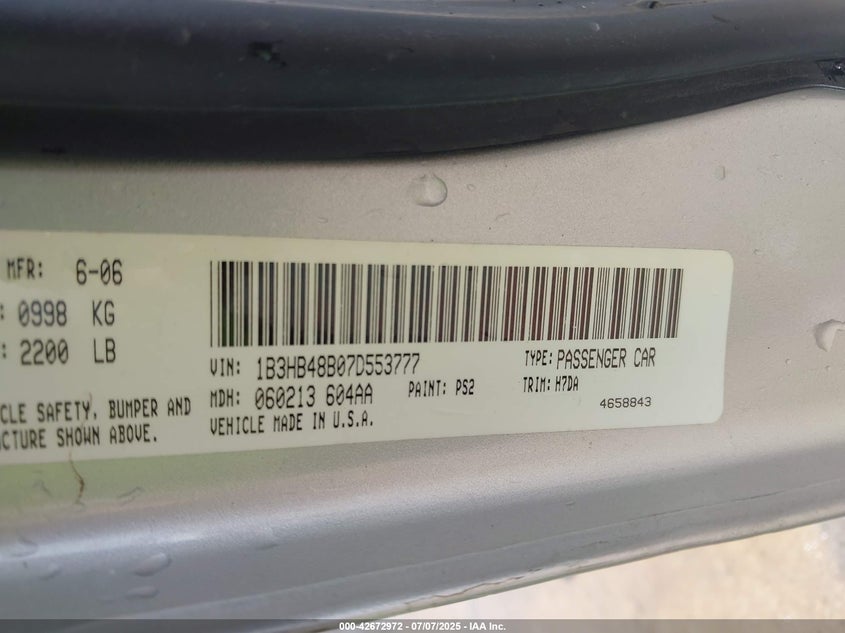 MFR: 6-06
: 0998 KG
: 2200 LB
CLE SAFETY, BUMPER AND
ACTURE SHOWN ABOVE.
VIN: 1B3HB48B07D553777
TYPE: PASSENGER CAR
MDH: 060213 604AA
PAINT: PS2
TRIM: H7DA
VEHICLE MADE IN U.S.A.
4658843
000-42672972 / 07/07/2025 - IAA Inc.